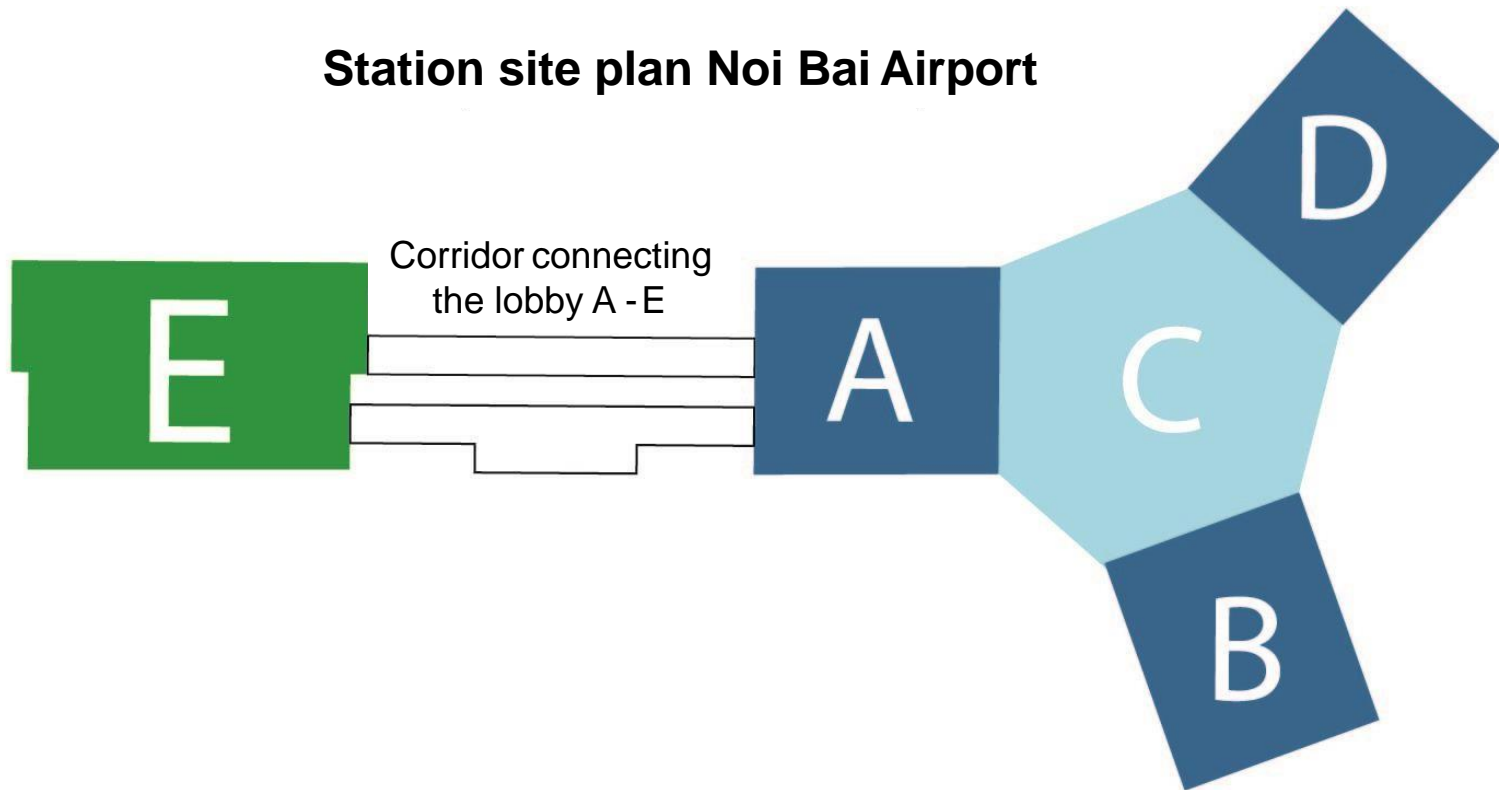 Station site plan Noi Bai Airport
D
Corridor connecting
the lobby A - E
E
A
C
B